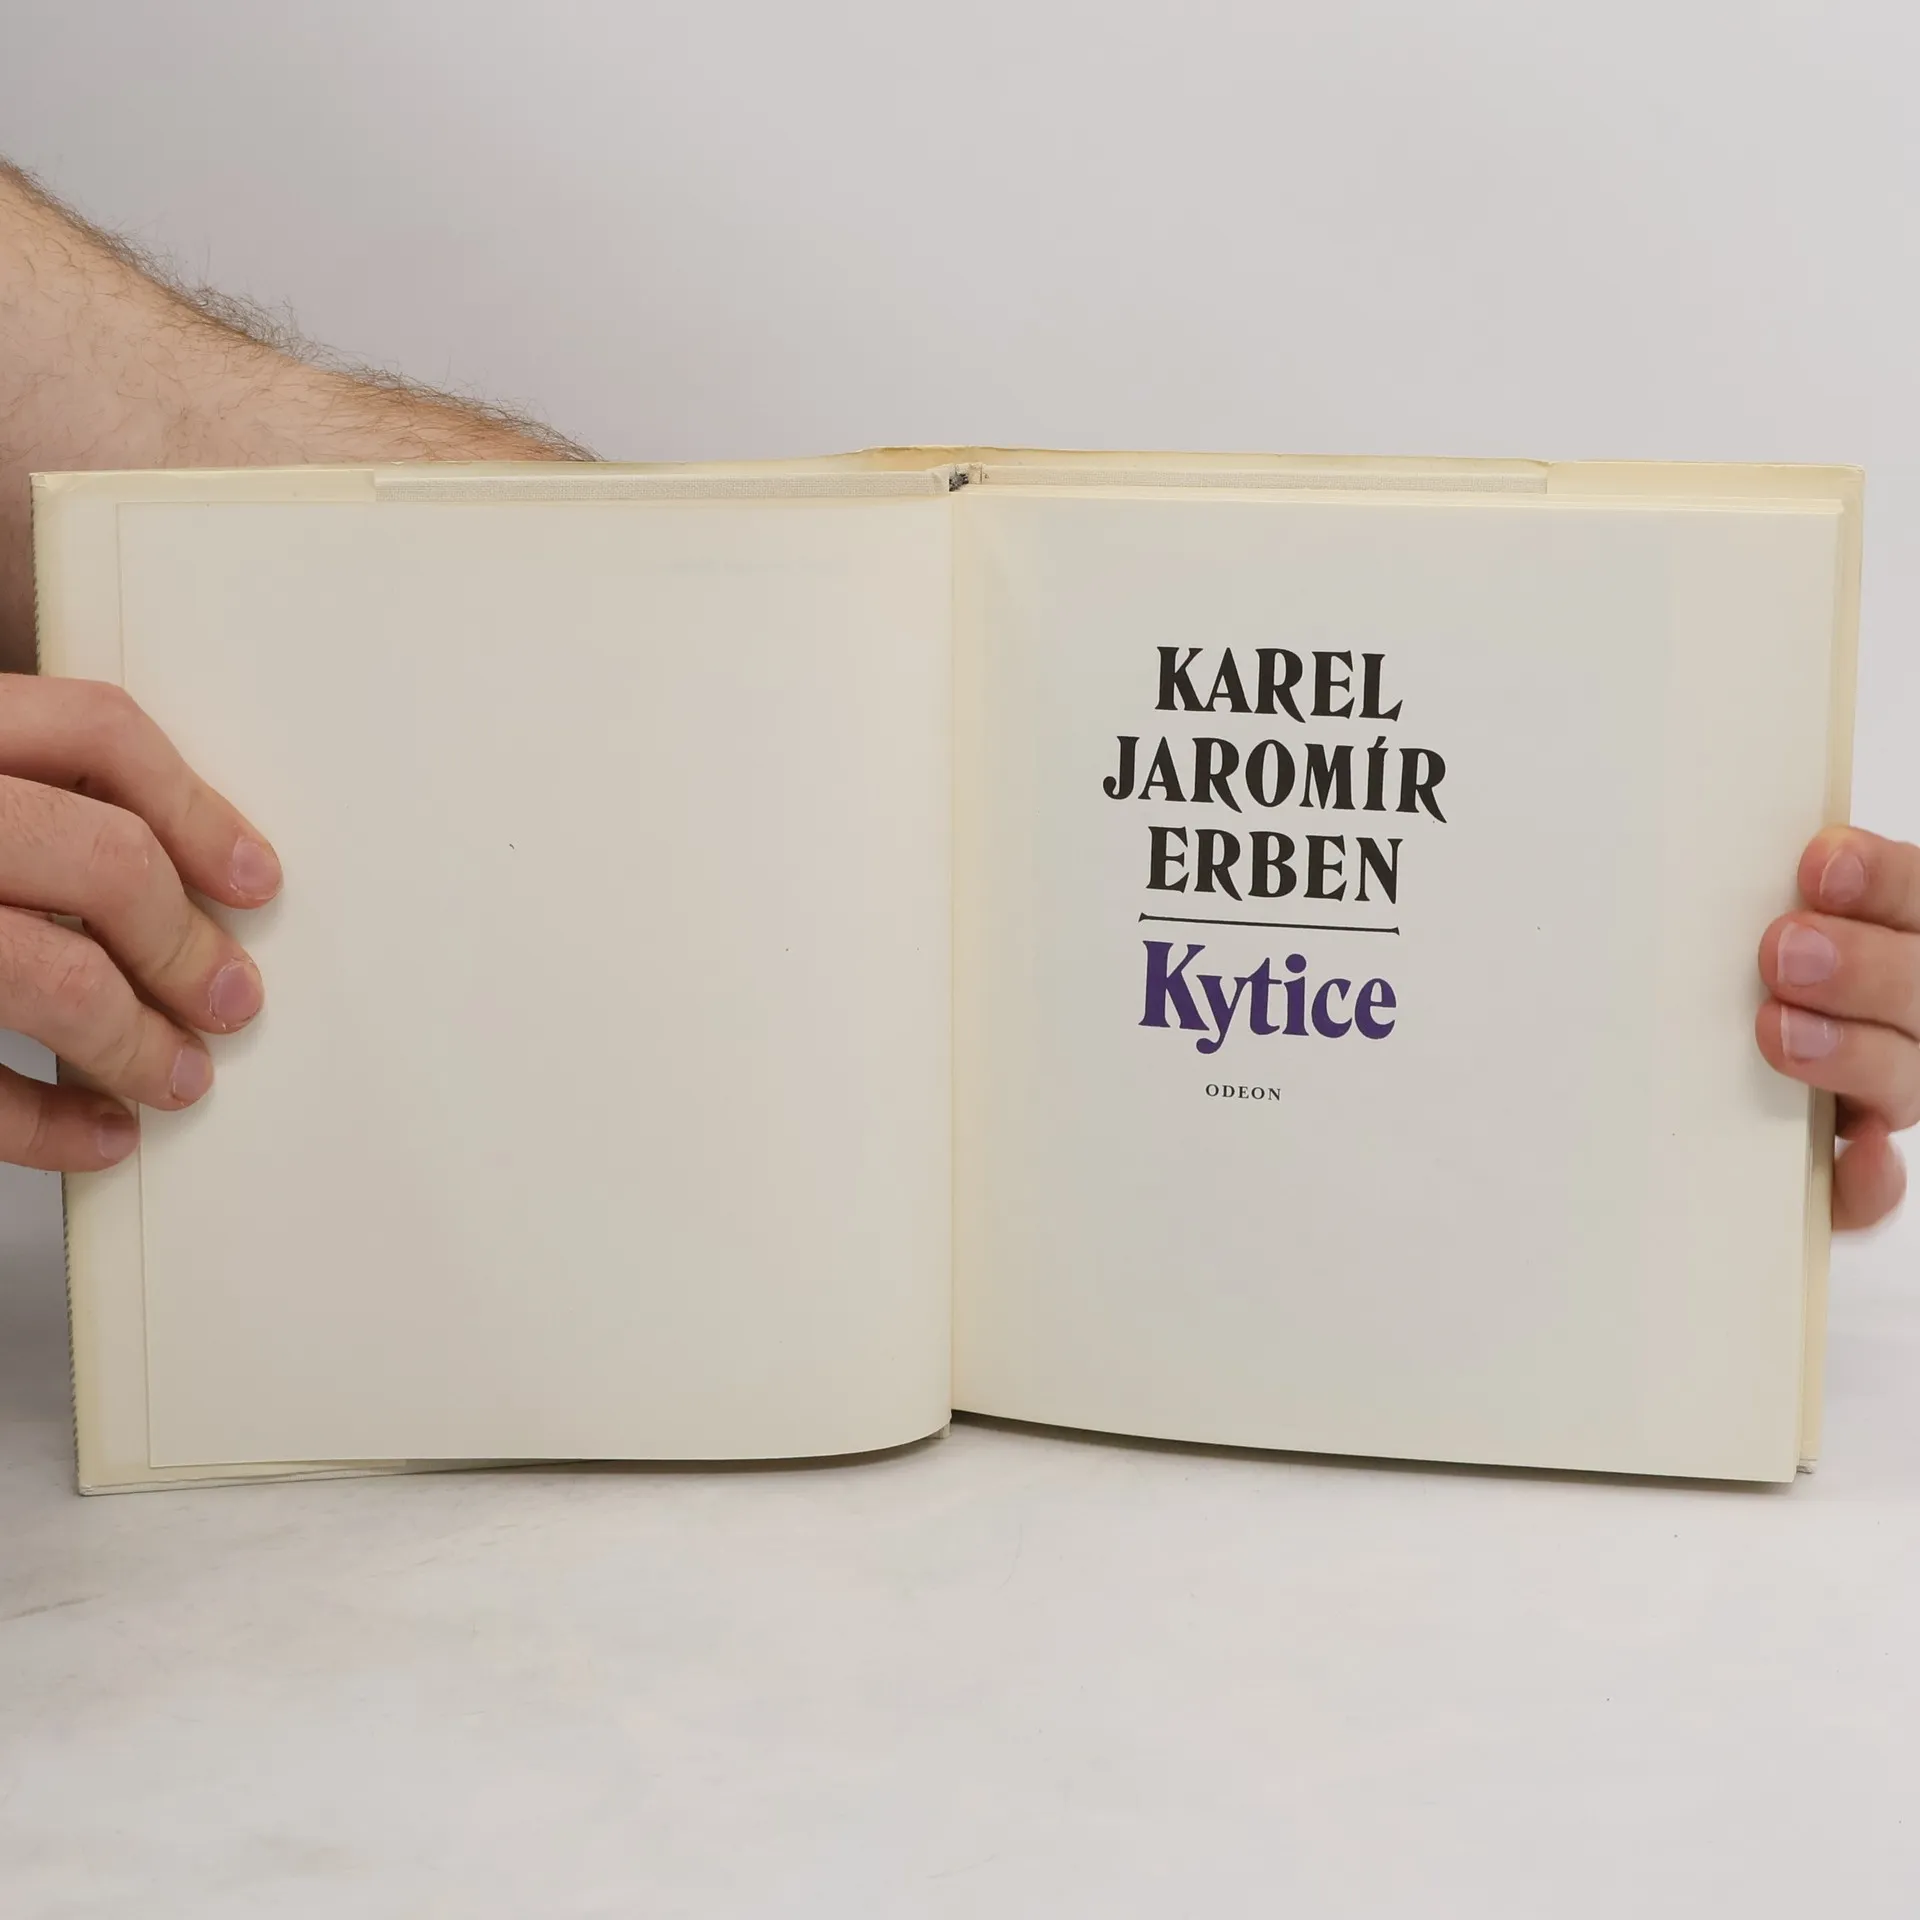 KAREL
JAROMÍR
ERBEN
Kytice
ODEON